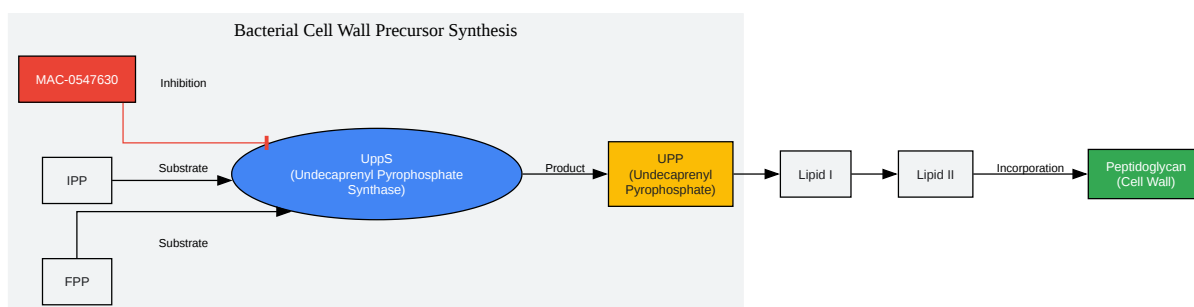 Bacterial Cell Wall Precursor Synthesis
MAC-0547630
Inhibition
IPP
Substrate
FPP
Substrate
UppS
(Undecaprenyl Pyrophosphate
Synthase)
Product
UPP
(Undecaprenyl
Pyrophosphate)
Lipid I
Lipid II
Incorporation
Peptidoglycan
(Cell Wall)